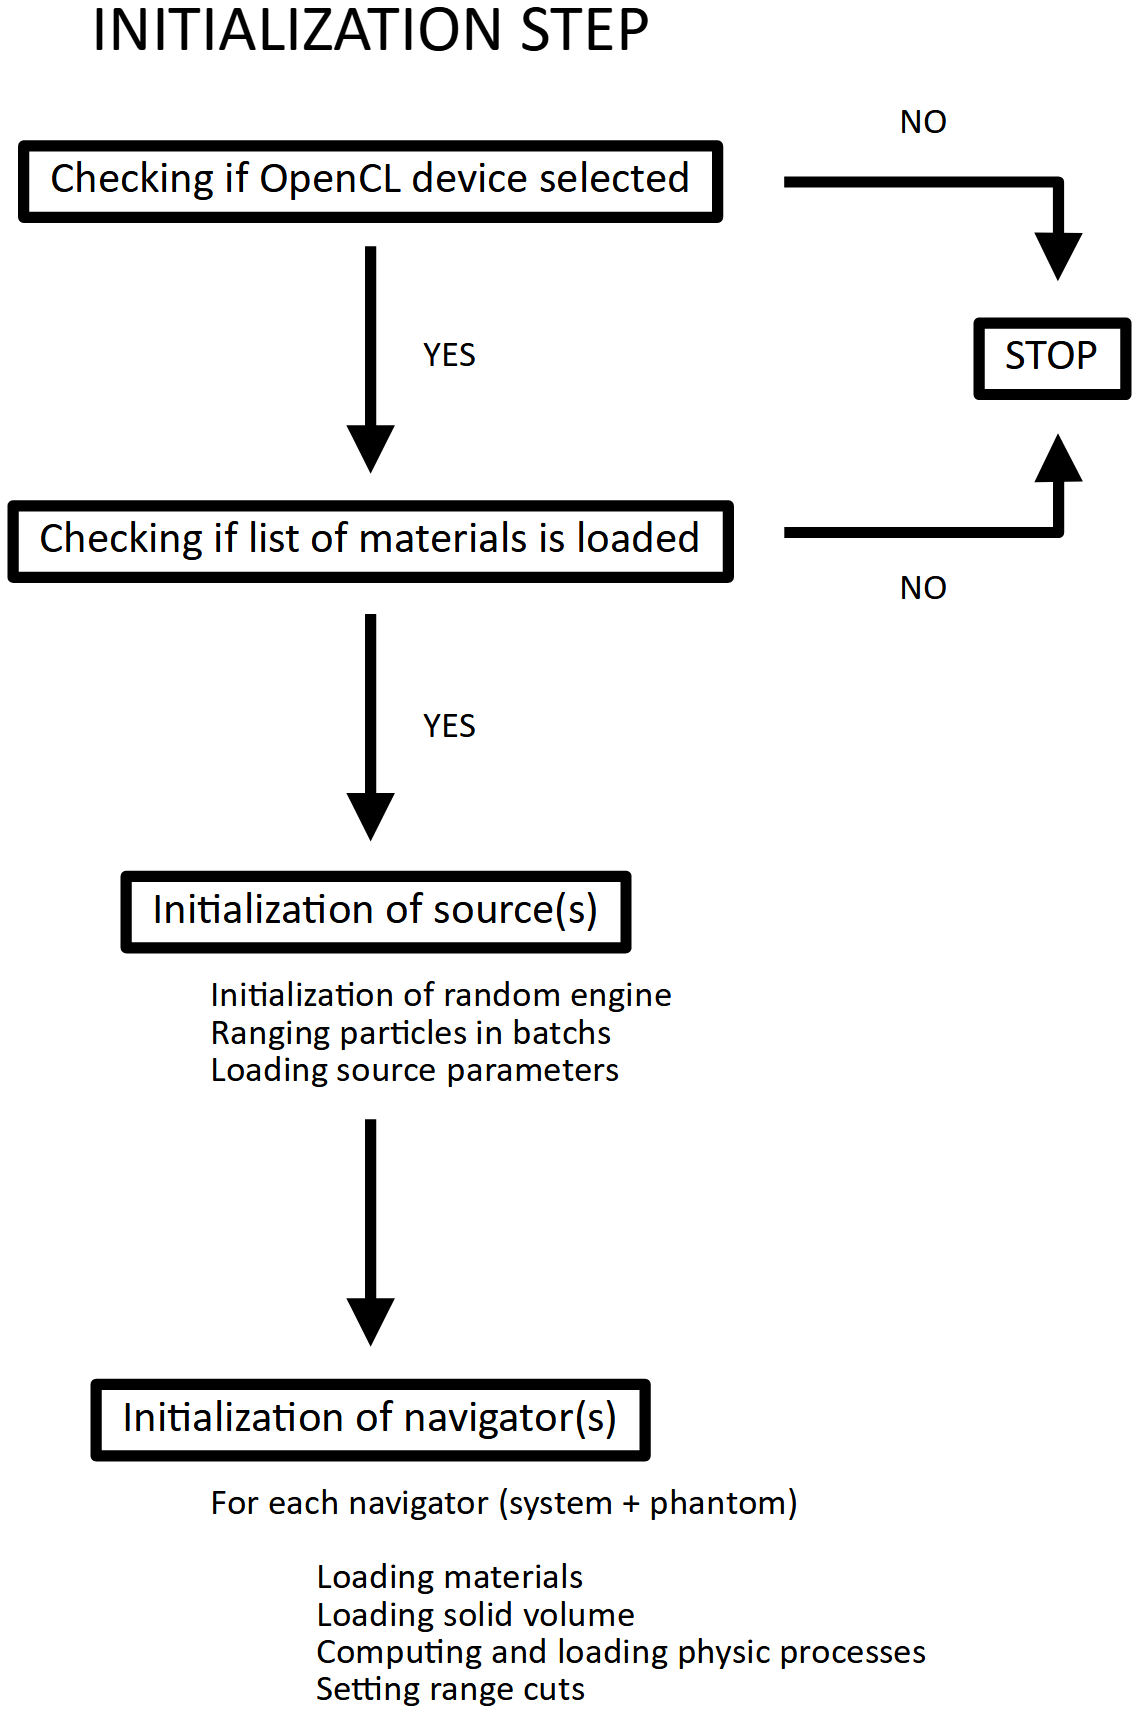 INITIALIZATION STEP
NO
Checking if OpenCL device selected
YES
STOP
Checking if list of materials is loaded
NO
YES
Initialization of source(s)
Initialization of random engine
Ranging particles in batchs
Loading source parameters
Initialization of navigator(s)
For each navigator (system + phantom)
Loading materials
Loading solid volume
Computing and loading physic processes
Setting range cuts